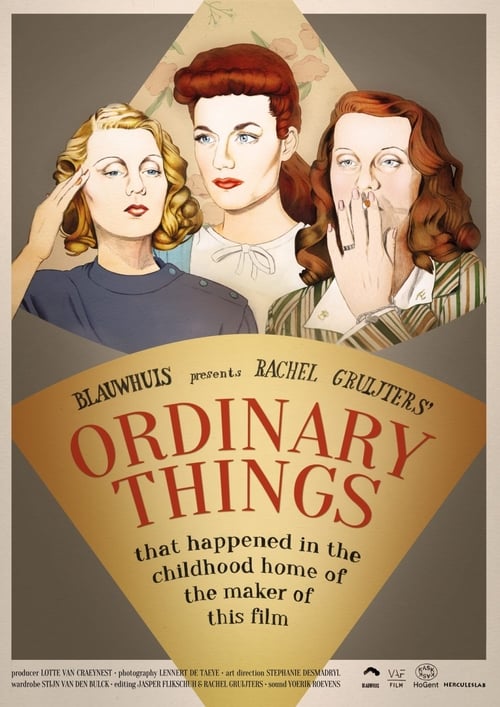 BLAUWHUIS presents RACHEL GRUIJTERS'
ORDINARY
THINGS
that happened in the
childhood home of
the maker of
this film
producer LOTTE VAN CRAEYNEST · photography LENNERT DE TAEYE · art direction STEPHANIE DESMADRYL
wardrobe STIJN VAN DEN BULCK · editing JASPER FLIKSCHUH & RACHEL GRUIJTERS · sound YOERIK ROEVENS
BLAUWHUIS
VAF
FILM
KASK
HoGent
HERCULESLAB